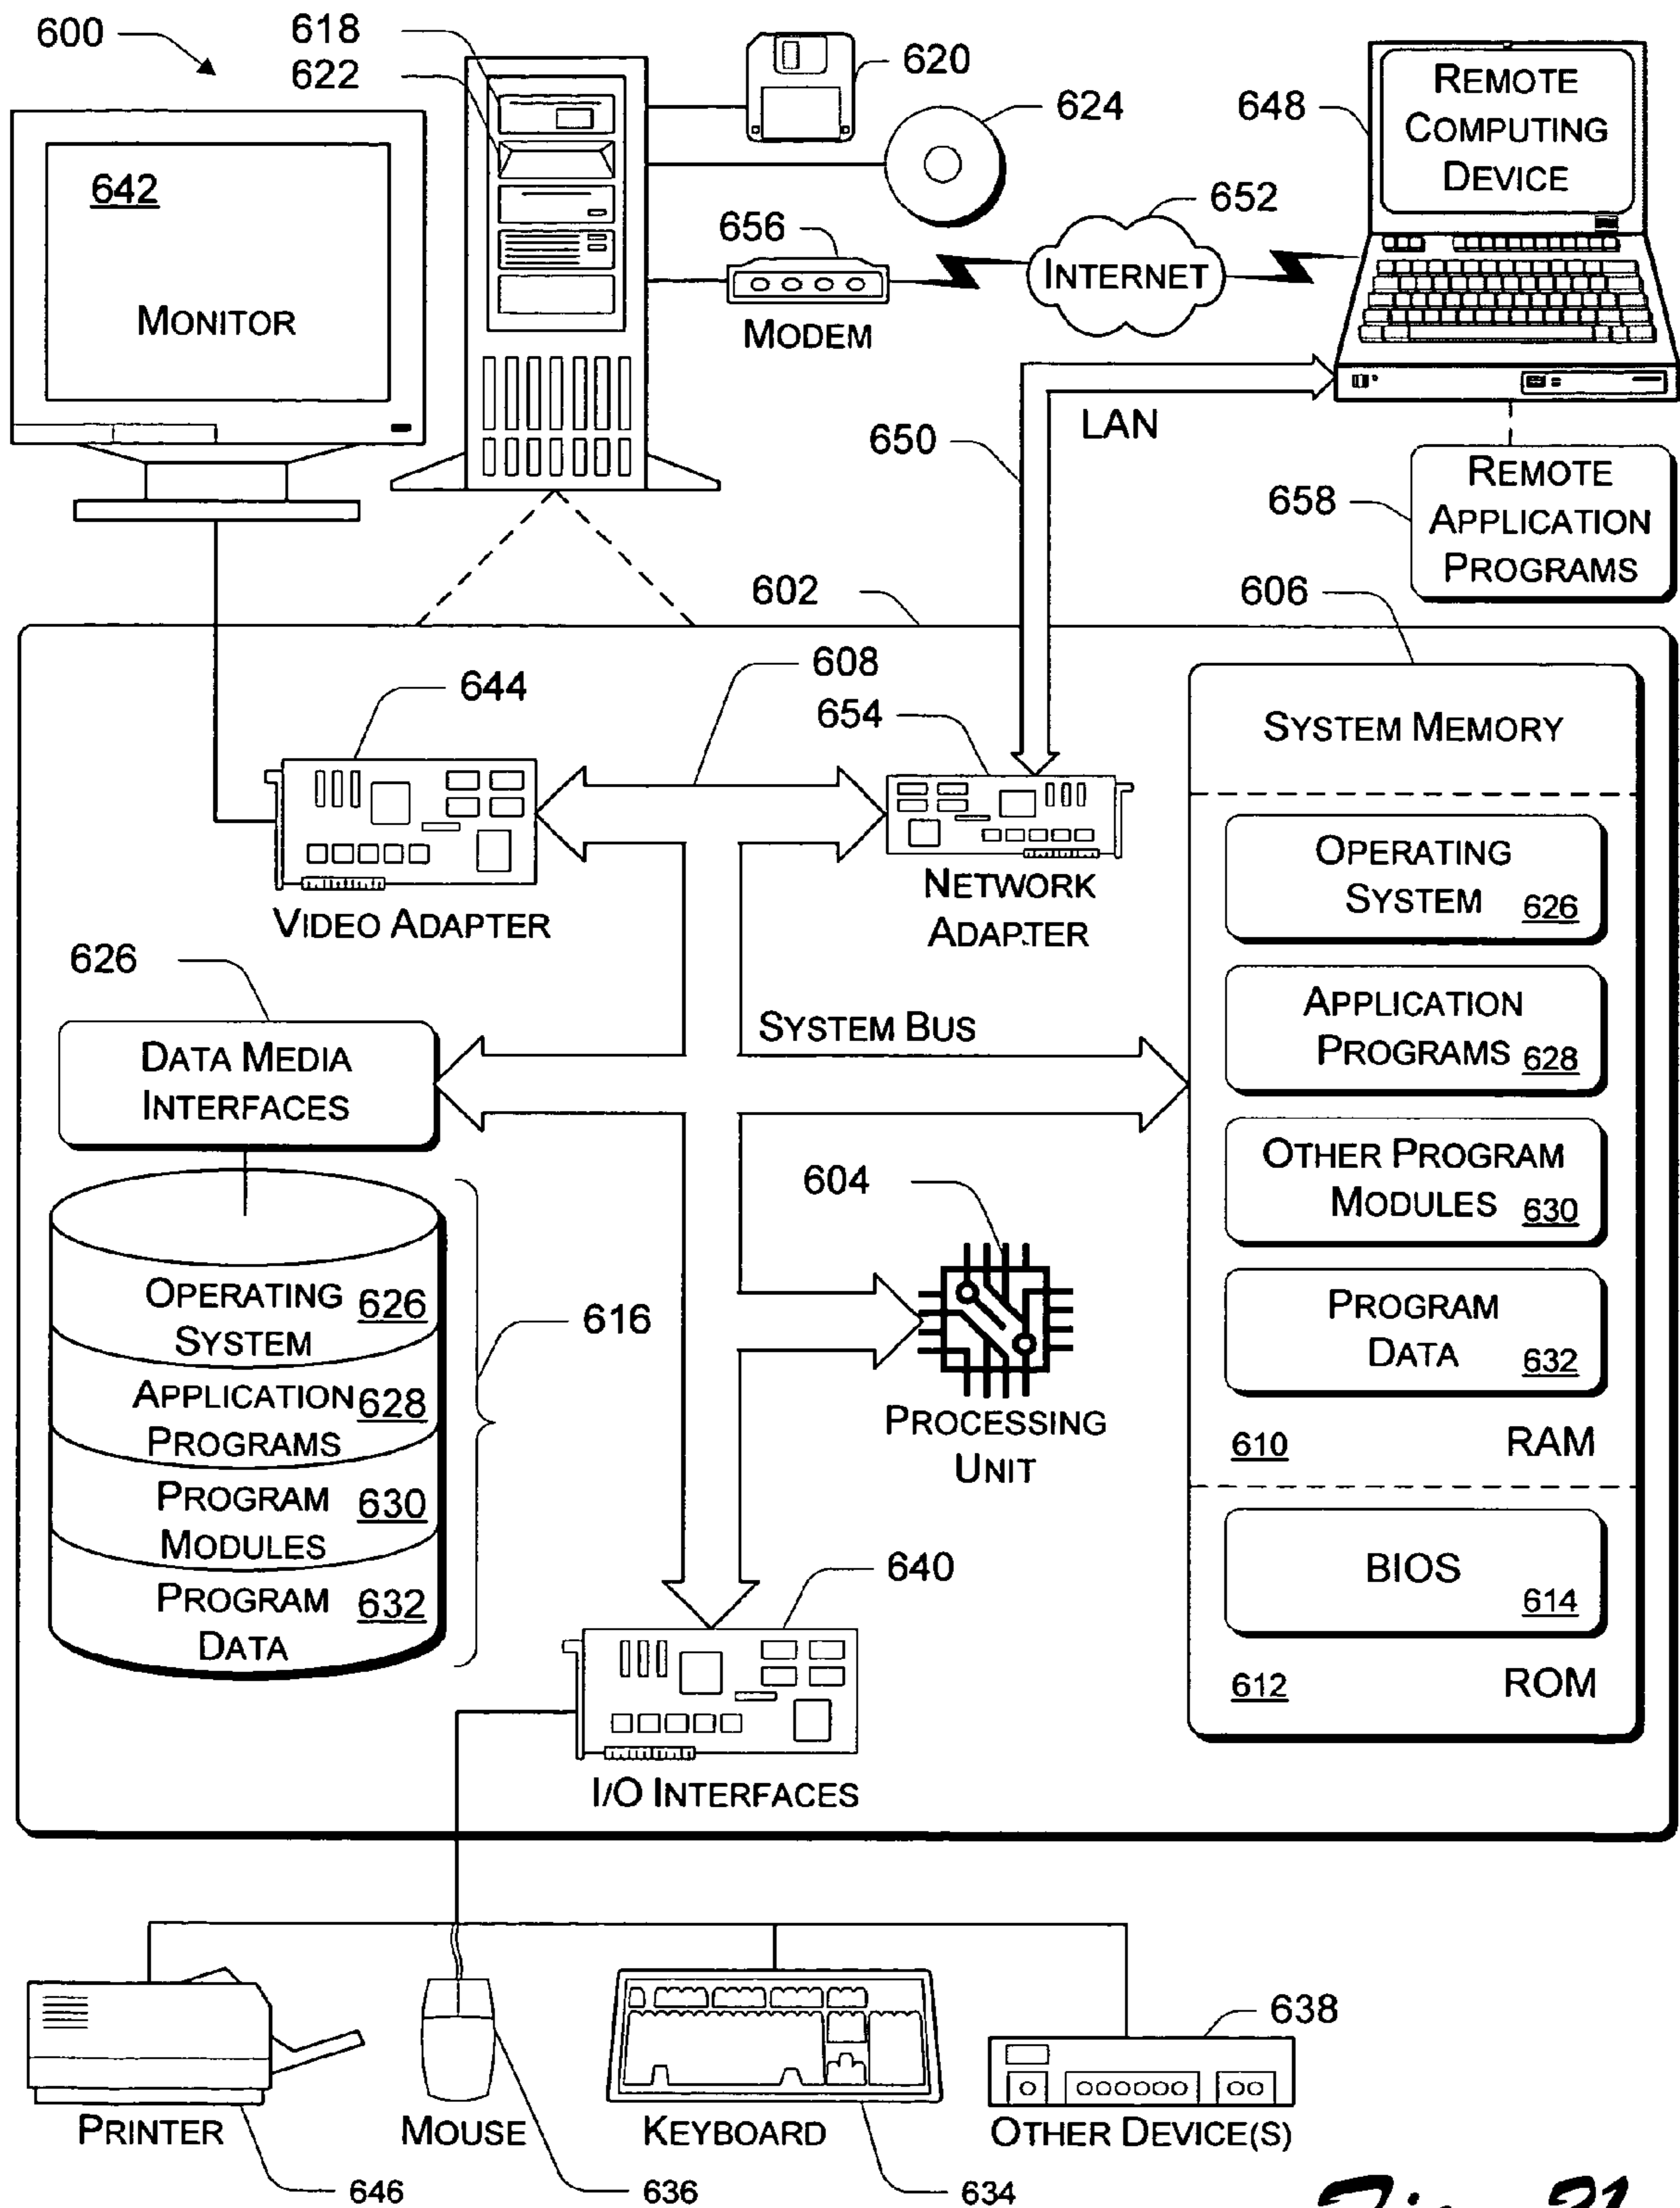 600
618
622
620
624
648
REMOTE
COMPUTING
DEVICE
642
MONITOR
656
MODEM
652
INTERNET
LAN
650
658
REMOTE
APPLICATION
PROGRAMS
602
606
608
644
654
VIDEO ADAPTER
NETWORK
ADAPTER
SYSTEM MEMORY
OPERATING
SYSTEM 626
APPLICATION
PROGRAMS 628
OTHER PROGRAM
MODULES 630
PROGRAM
DATA 632
610 RAM
BIOS
614
612 ROM
626
DATA MEDIA
INTERFACES
SYSTEM BUS
604
PROCESSING
UNIT
OPERATING 626
SYSTEM
APPLICATION 628
PROGRAMS
PROGRAM 630
MODULES
PROGRAM 632
DATA
616
640
I/O INTERFACES
638
PRINTER
MOUSE
KEYBOARD
OTHER DEVICE(S)
646
636
634